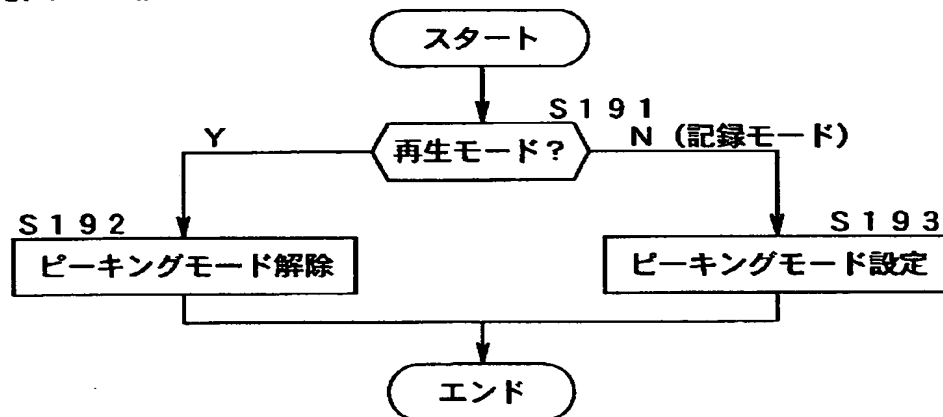 スタート
S191
再生モード?
Y
N (記録モード)
S192
ピーキングモード解除
S193
ピーキングモード設定
エンド